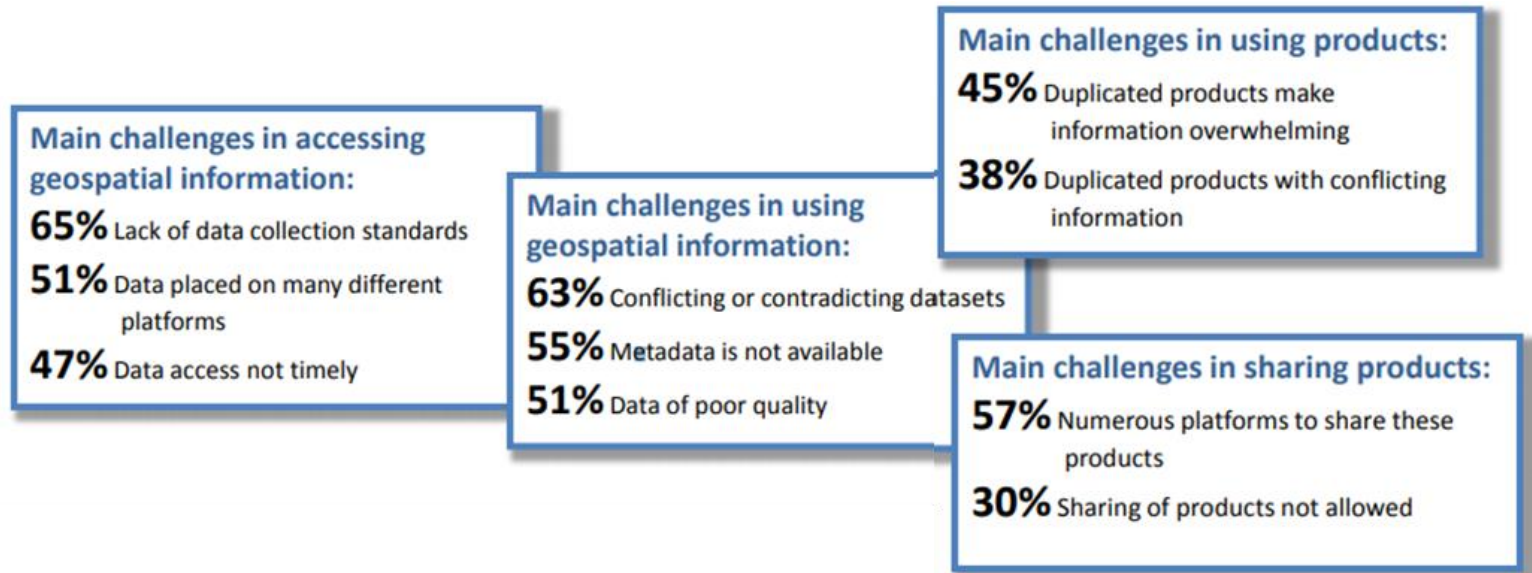 Main challenges in accessing
geospatial information:
65% Lack of data collection standards
51% Data placed on many different
platforms
47% Data access not timely
Main challenges in using
geospatial information:
63% Conflicting or contradicting datasets
55% Metadata is not available
51% Data of poor quality
Main challenges in using products:
45% Duplicated products make
information overwhelming
38% Duplicated products with conflicting
information
Main challenges in sharing products:
57% Numerous platforms to share these
products
30% Sharing of products not allowed